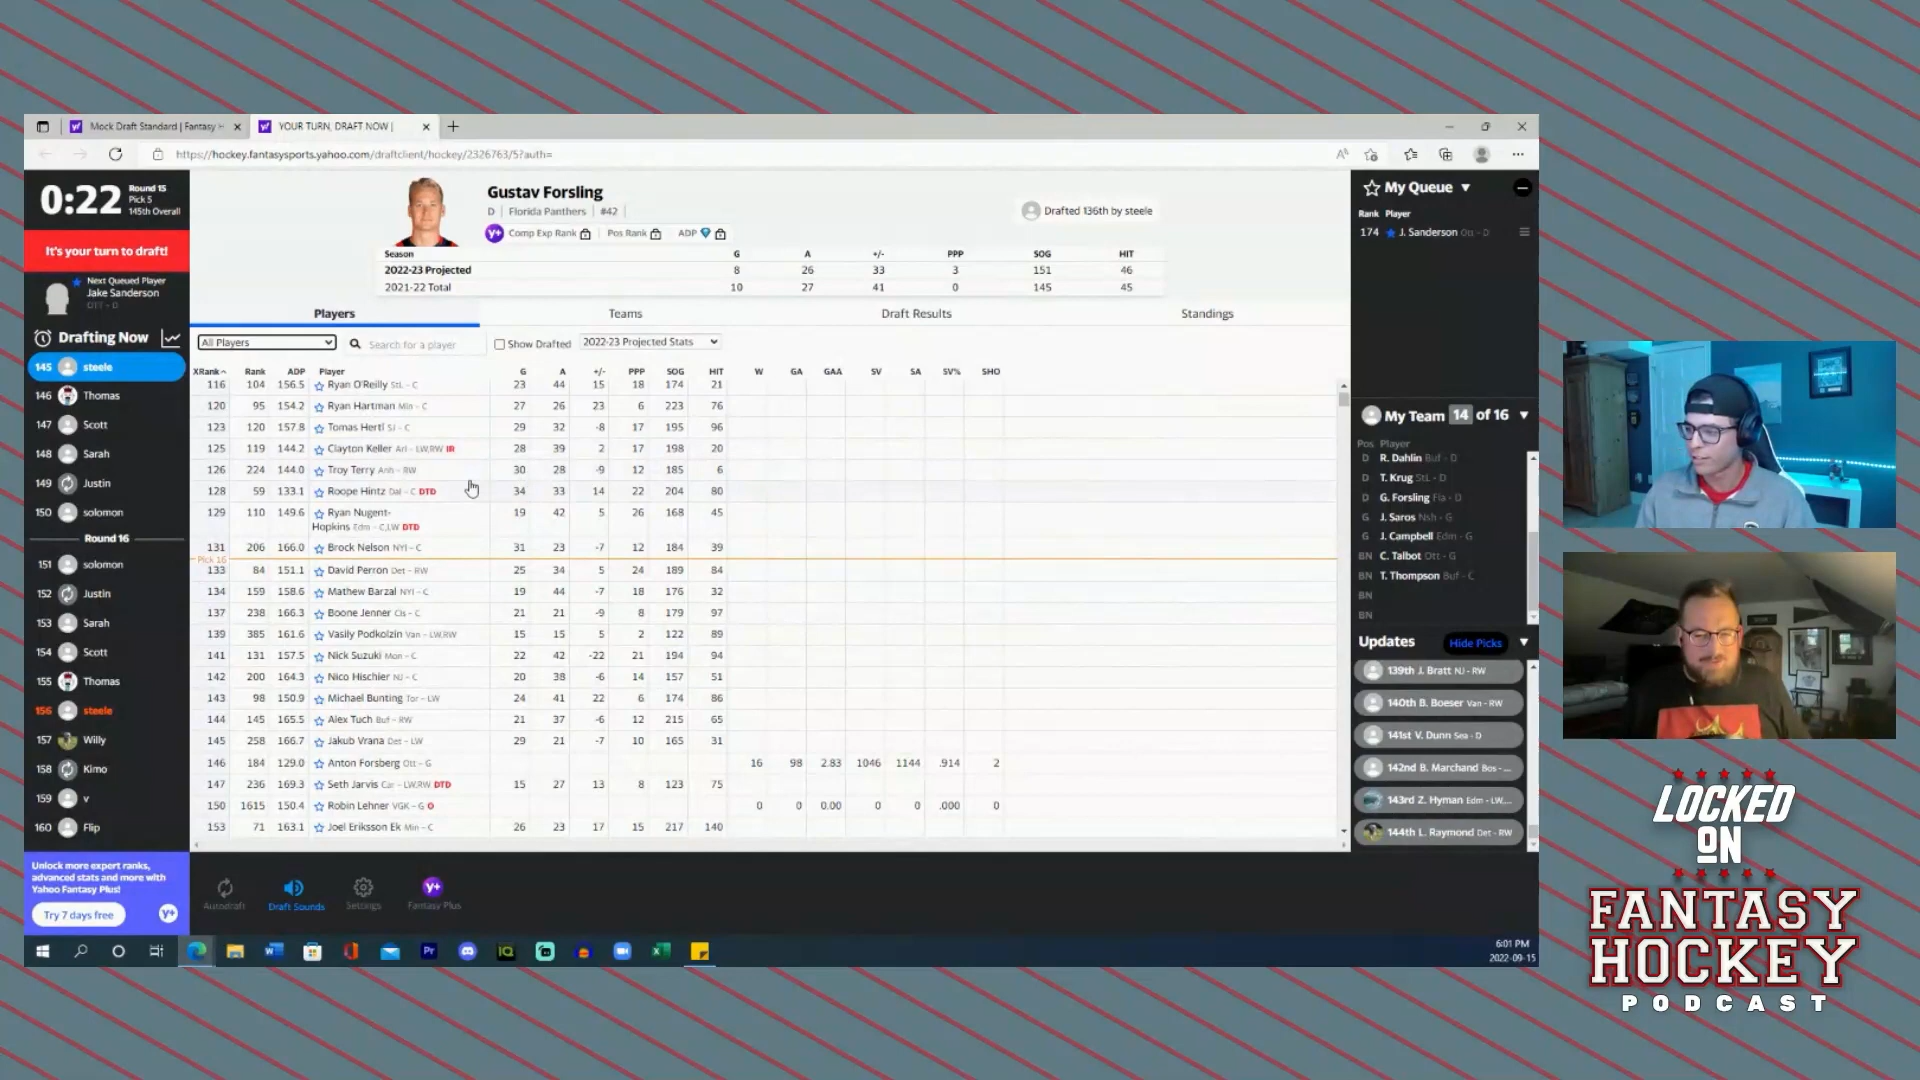 Mock Draft Standard | Fantasy H
YOUR TURN, DRAFT NOW |
https://hockey.fantasysports.yahoo.com/draftclient/hockey/2326763/5?auth=
0:22
Round 15
Pick 5
145th Overall
It's your turn to draft!
Next Queued Player
Jake Sanderson
OTT - D
Drafting Now
145 steele
146 Thomas
147 Scott
148 Sarah
149 Justin
150 solomon
Round 16
151 solomon
152 Justin
153 Sarah
154 Scott
155 Thomas
156 steele
157 Willy
158 Kimo
159 v
160 Flip
Unlock more expert ranks,
advanced stats and more with
Yahoo Fantasy Plus!
Try 7 days free
y+
Gustav Forsling
D | Florida Panthers | #42 |
y+ Comp Exp Rank Pos Rank ADP
Drafted 136th by steele
Season G A +/- PPP SOG HIT
2022-23 Projected 8 26 33 3 151 46
2021-22 Total 10 27 41 0 145 45
Players Teams Draft Results Standings
All Players Search for a player Show Drafted 2022-23 Projected Stats
XRank Rank ADP Player G A +/- PPP SOG HIT W GA GAA SV SA SV% SHO
116 104 156.5 Ryan O'Reilly StL - C 23 44 15 18 174 21
120 95 154.2 Ryan Hartman Min - C 27 26 23 6 223 76
123 120 157.8 Tomas Hertl SJ - C 29 32 -8 17 195 96
125 119 144.2 Clayton Keller Ari - LW,RW IR 28 39 2 17 198 20
126 224 144.0 Troy Terry Anh - RW 30 28 -9 12 185 6
128 59 133.1 Roope Hintz Dal - C DTD 34 33 14 22 204 80
129 110 149.6 Ryan Nugent-
Hopkins Edm - C,LW DTD 19 42 5 26 168 45
131 206 166.0 Brock Nelson NYI - C 31 23 -7 12 184 39
Pick 16
133 84 151.1 David Perron Det - RW 25 34 5 24 189 84
134 159 158.6 Mathew Barzal NYI - C 19 44 -7 18 176 32
137 238 166.3 Boone Jenner Cls - C 21 21 -9 8 179 97
139 385 161.6 Vasily Podkolzin Van - LW,RW 15 15 5 2 122 89
141 131 157.5 Nick Suzuki Mon - C 22 42 -22 21 194 94
142 200 164.3 Nico Hischier NJ - C 20 38 -6 14 157 51
143 98 150.9 Michael Bunting Tor - LW 24 41 22 6 174 86
144 145 165.5 Alex Tuch Buf - RW 21 37 -6 12 215 65
145 258 166.7 Jakub Vrana Det - LW 29 21 -7 10 165 31
146 184 129.0 Anton Forsberg Ott - G 16 98 2.83 1046 1144 .914 2
147 236 169.3 Seth Jarvis Car - LW,RW DTD 15 27 13 8 123 75
150 1615 150.4 Robin Lehner VGK - G O 0 0 0.00 0 0 .000 0
153 71 163.1 Joel Eriksson Ek Min - C 26 23 17 15 217 140
Autodraft Draft Sounds Settings Fantasy Plus
My Queue
Rank Player
174 J. Sanderson Ott - D
My Team 14 of 16
Pos Player
D R. Dahlin Buf - D
D T. Krug StL - D
D G. Forsling Fla - D
G J. Saros Nsh - G
G J. Campbell Edm - G
BN C. Talbot Ott - G
BN T. Thompson Buf - C
BN
BN
Updates Hide Picks
139th J. Bratt NJ - RW
140th B. Boeser Van - RW
141st V. Dunn Sea - D
142nd B. Marchand Bos - ...
143rd Z. Hyman Edm - LW,...
144th L. Raymond Det - RW
6:01 PM
2022-09-15
LOCKED
ON
FANTASY
HOCKEY
PODCAST